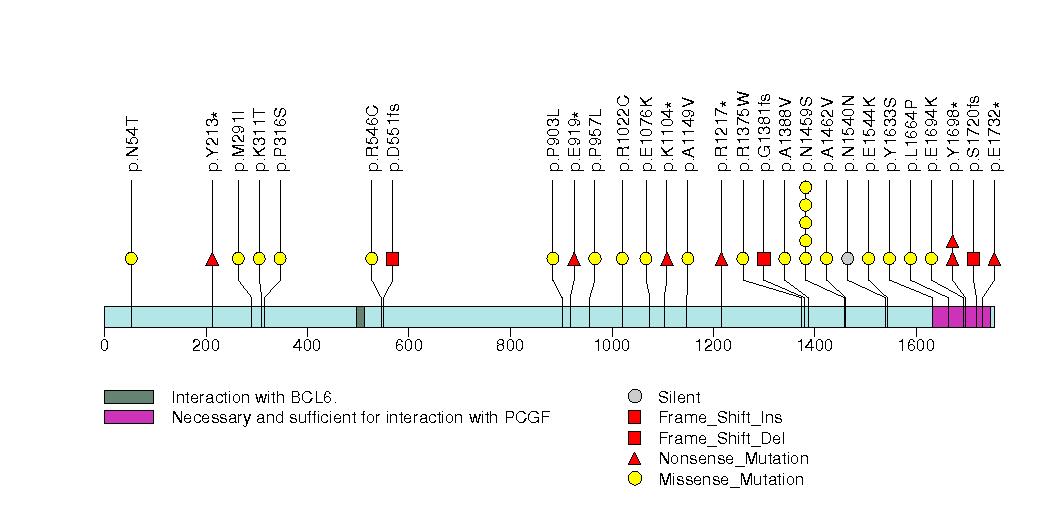 p.N54T
p.Y213*
p.M291I
p.K311T
p.P316S
p.R546C
p.D551fs
p.P903L
p.E919*
p.P957L
p.R1022C
p.E1076K
p.K1104*
p.A1149V
p.R1217*
p.R1375W
p.G1381fs
p.A1388V
p.N1459S
p.A1462V
p.N1540N
p.E1544K
p.Y1633S
p.L1664P
p.E1694K
p.Y1698*
p.S1720fs
p.E1732*
0 200 400 600 800 1000 1200 1400 1600
Interaction with BCL6.
Necessary and sufficient for interaction with PCGF
Silent
Frame_Shift_Ins
Frame_Shift_Del
Nonsense_Mutation
Missense_Mutation